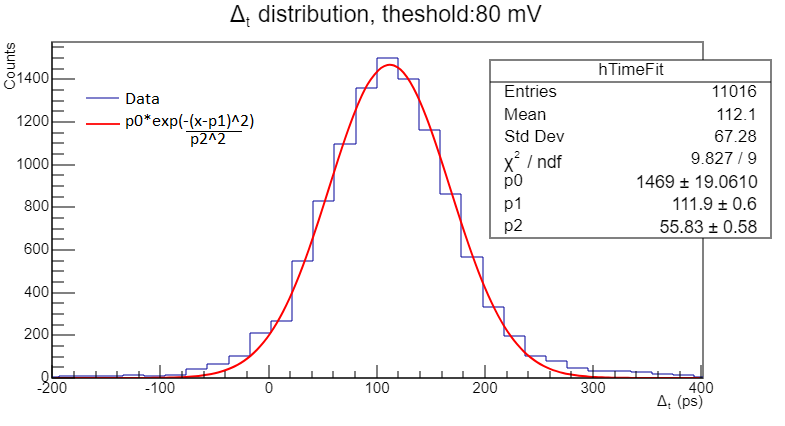 Δt distribution, theshold:80 mV
Counts
1400
1200
1000
800
600
400
200
0
Data
p0*exp(-(x-p1)^2)
p2^2
hTimeFit
Entries 11016
Mean 112.1
Std Dev 67.28
χ² / ndf 9.827 / 9
p0 1469 ± 19.0610
p1 111.9 ± 0.6
p2 55.83 ± 0.58
-200 -100 0 100 200 300 400
Δt (ps)